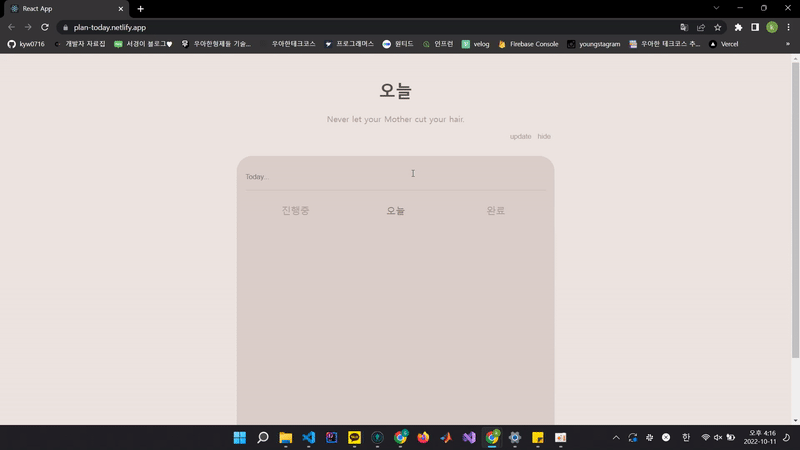 React App
plan-today.netlify.app
kyw0716
개발자 자료집
서경이 블로그♥
우아한형제들 기술...
우아한테크코스
프로그래머스
원티드
인프런
velog
Firebase Console
youngstagram
우아한 테크코스 추...
Vercel
»
오늘
Never let your Mother cut your hair.
update hide
Today...
진행중 오늘 완료
한
오후 4:16
2022-10-11